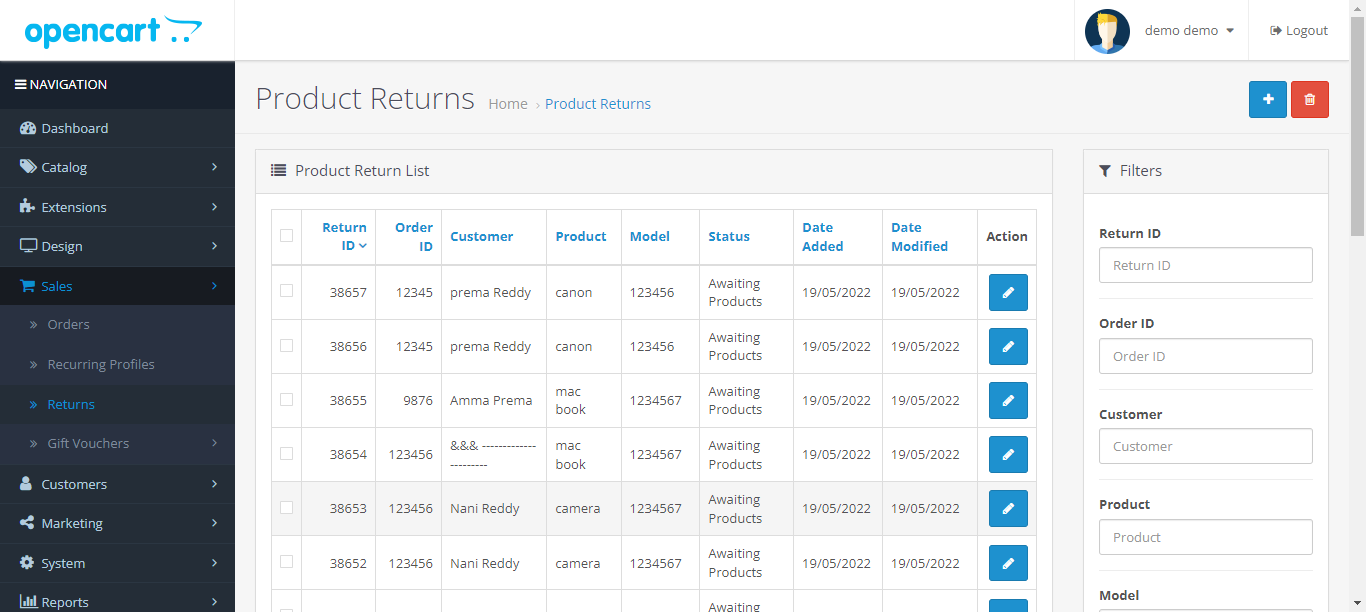 opencart
demo demo
Logout
NAVIGATION
Dashboard
Catalog
Extensions
Design
Sales
Orders
Recurring Profiles
Returns
Gift Vouchers
Customers
Marketing
System
Reports
Product Returns
Home › Product Returns
Product Return List
Return ID Order ID Customer Product Model Status Date Added Date Modified Action
38657 12345 prema Reddy canon 123456 Awaiting Products 19/05/2022 19/05/2022
38656 12345 prema Reddy canon 123456 Awaiting Products 19/05/2022 19/05/2022
38655 9876 Amma Prema mac book 1234567 Awaiting Products 19/05/2022 19/05/2022
38654 123456 &&& ------------- --------- mac book 1234567 Awaiting Products 19/05/2022 19/05/2022
38653 123456 Nani Reddy camera 1234567 Awaiting Products 19/05/2022 19/05/2022
38652 123456 Nani Reddy camera 1234567 Awaiting Products 19/05/2022 19/05/2022
Awaiting
Filters
Return ID
Return ID
Order ID
Order ID
Customer
Customer
Product
Product
Model